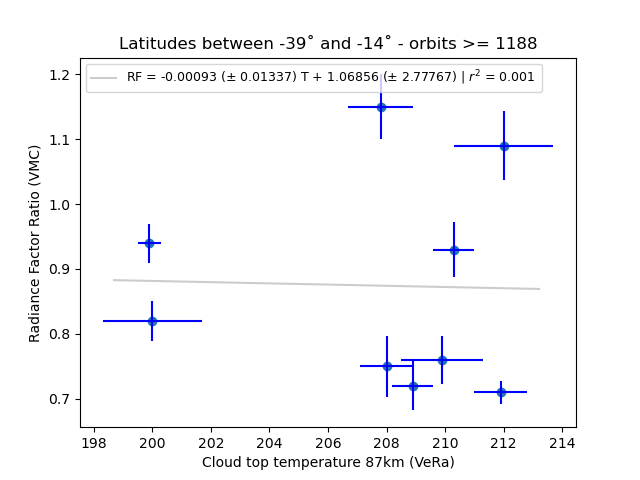 Latitudes between -39˚ and -14˚ - orbits >= 1188
RF = -0.00093 (± 0.01337) T + 1.06856 (± 2.77767) | r² = 0.001
1.2
1.1
1.0
0.9
0.8
0.7
Radiance Factor Ratio (VMC)
198 200 202 204 206 208 210 212 214
Cloud top temperature 87km (VeRa)